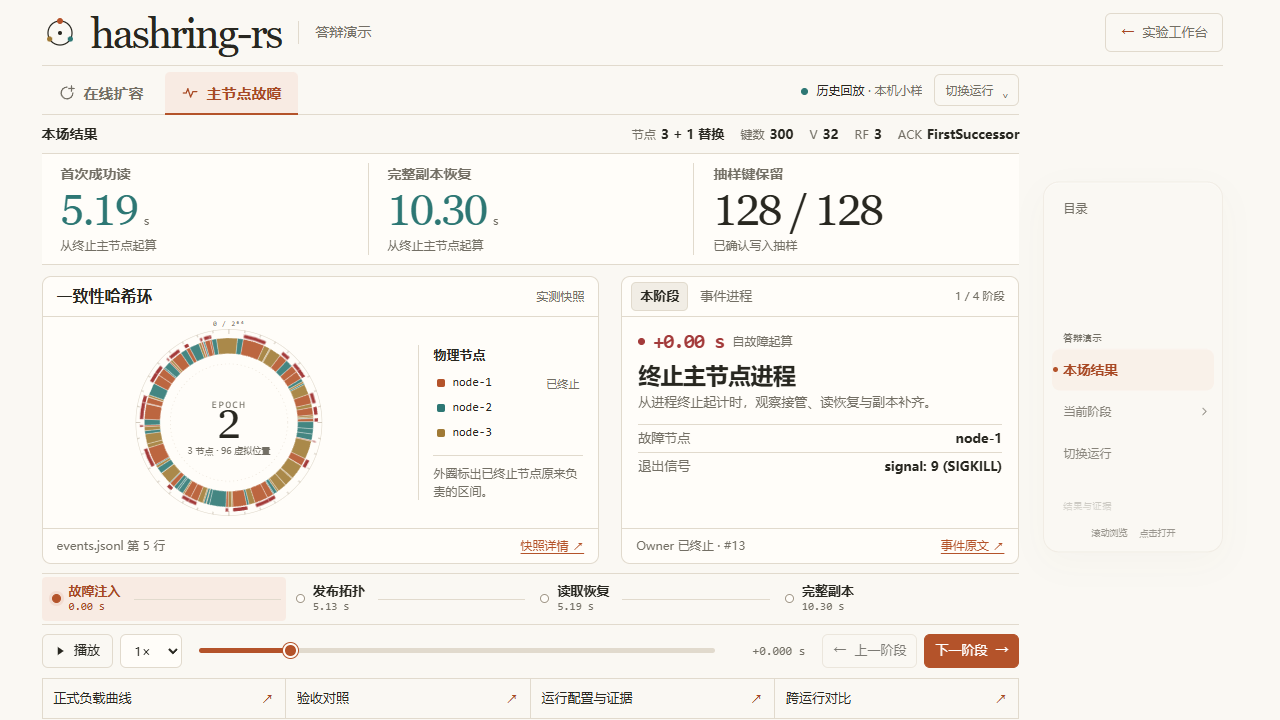 hashring-rs
答辩演示
← 实验工作台
在线扩容
主节点故障
历史回放 · 本机小样
切换运行
本场结果
节点 3 + 1 替换 键数 300 V 32 RF 3 ACK FirstSuccessor
首次成功读
5.19 s
从终止主节点起算
完整副本恢复
10.30 s
从终止主节点起算
抽样键保留
128 / 128
已确认写入抽样
一致性哈希环
实测快照
EPOCH
2
3 节点 · 96 虚拟位置
物理节点
node-1 已终止
node-2
node-3
外圈标出已终止节点原来负
责的区间。
events.jsonl 第 5 行
快照详情 ↗
本阶段
事件进程
1 / 4 阶段
+0.00 s 自故障起算
终止主节点进程
从进程终止起计时，观察接管、读恢复与副本补齐。
故障节点 node-1
退出信号 signal: 9 (SIGKILL)
Owner 已终止 · #13
事件原文 ↗
故障注入
0.00 s
发布拓扑
5.13 s
读取恢复
5.19 s
完整副本
10.30 s
播放
1×
+0.000 s
← 上一阶段
下一阶段 →
正式负载曲线 ↗
验收对照 ↗
运行配置与证据 ↗
跨运行对比 ↗
目录
答辩演示
本场结果
当前阶段
切换运行
结果与证据
滚动浏览 点击打开